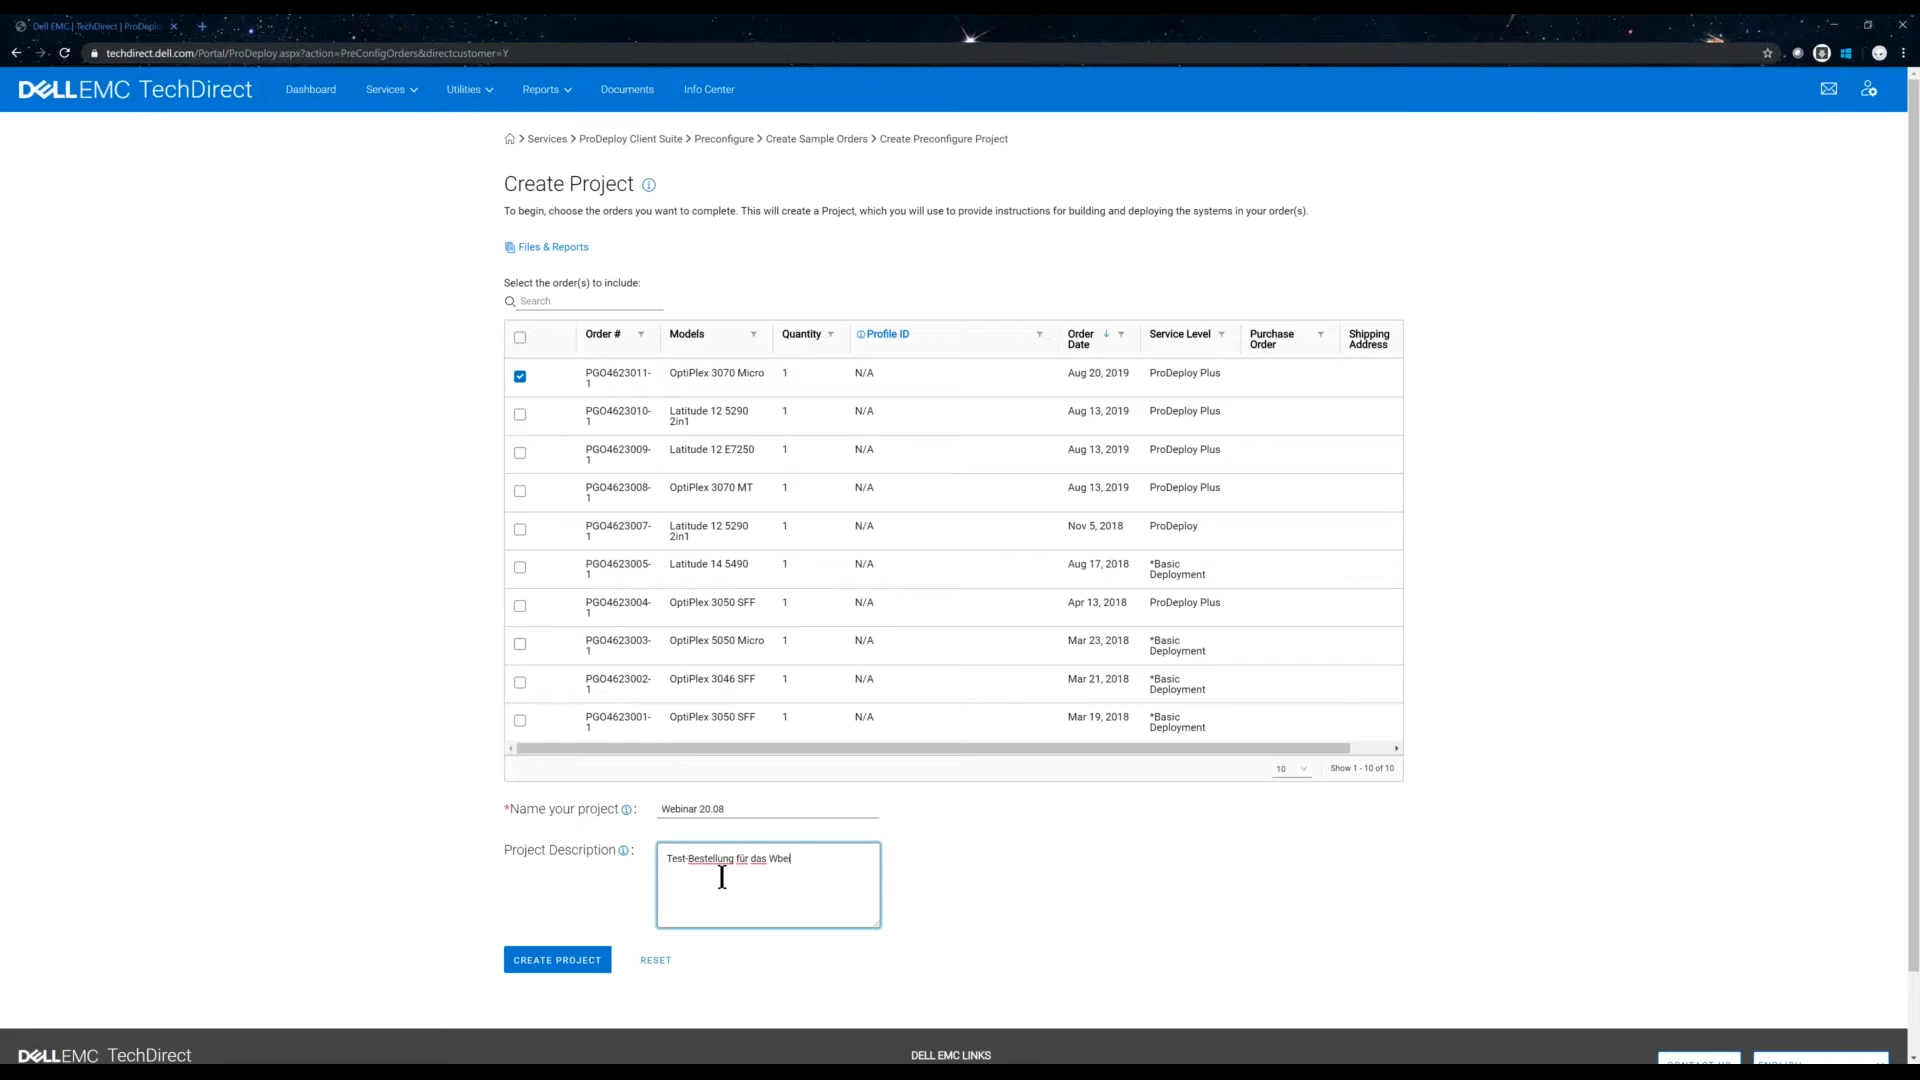 Dell EMC | TechDirect | ProDeplo
techdirect.dell.com/Portal/ProDeploy.aspx?action=PreConfigOrders&directcustomer=Y
DELLEMC TechDirect
Dashboard
Services
Utilities
Reports
Documents
Info Center
Services > ProDeploy Client Suite > Preconfigure > Create Sample Orders > Create Preconfigure Project
Create Project
To begin, choose the orders you want to complete. This will create a Project, which you will use to provide instructions for building and deploying the systems in your order(s).
Files & Reports
Select the order(s) to include:
Search
Order # Models Quantity Profile ID Order Date Service Level Purchase Order Shipping Address
PGO4623011-1 OptiPlex 3070 Micro 1 N/A Aug 20, 2019 ProDeploy Plus
PGO4623010-1 Latitude 12 5290 2in1 1 N/A Aug 13, 2019 ProDeploy Plus
PGO4623009-1 Latitude 12 E7250 1 N/A Aug 13, 2019 ProDeploy Plus
PGO4623008-1 OptiPlex 3070 MT 1 N/A Aug 13, 2019 ProDeploy Plus
PGO4623007-1 Latitude 12 5290 2in1 1 N/A Nov 5, 2018 ProDeploy
PGO4623005-1 Latitude 14 5490 1 N/A Aug 17, 2018 *Basic Deployment
PGO4623004-1 OptiPlex 3050 SFF 1 N/A Apr 13, 2018 ProDeploy Plus
PGO4623003-1 OptiPlex 5050 Micro 1 N/A Mar 23, 2018 *Basic Deployment
PGO4623002-1 OptiPlex 3046 SFF 1 N/A Mar 21, 2018 *Basic Deployment
PGO4623001-1 OptiPlex 3050 SFF 1 N/A Mar 19, 2018 *Basic Deployment
10 Show 1 - 10 of 10
*Name your project : Webinar 20.08
Project Description : Test-Bestellung für das Wbei
CREATE PROJECT
RESET
DELLEMC TechDirect
DELL EMC LINKS
CONTACT US
ENGLISH